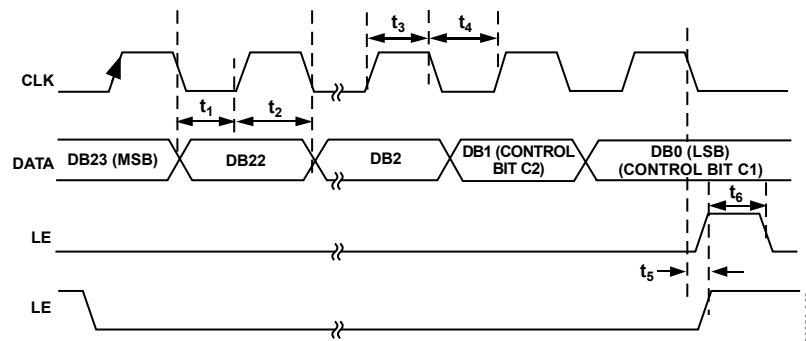 t3
t4
CLK
t1
t2
DATA
DB23 (MSB)
DB22
DB2
DB1 (CONTROL
BIT C2)
DB0 (LSB)
(CONTROL BIT C1)
t6
LE
t5
LE